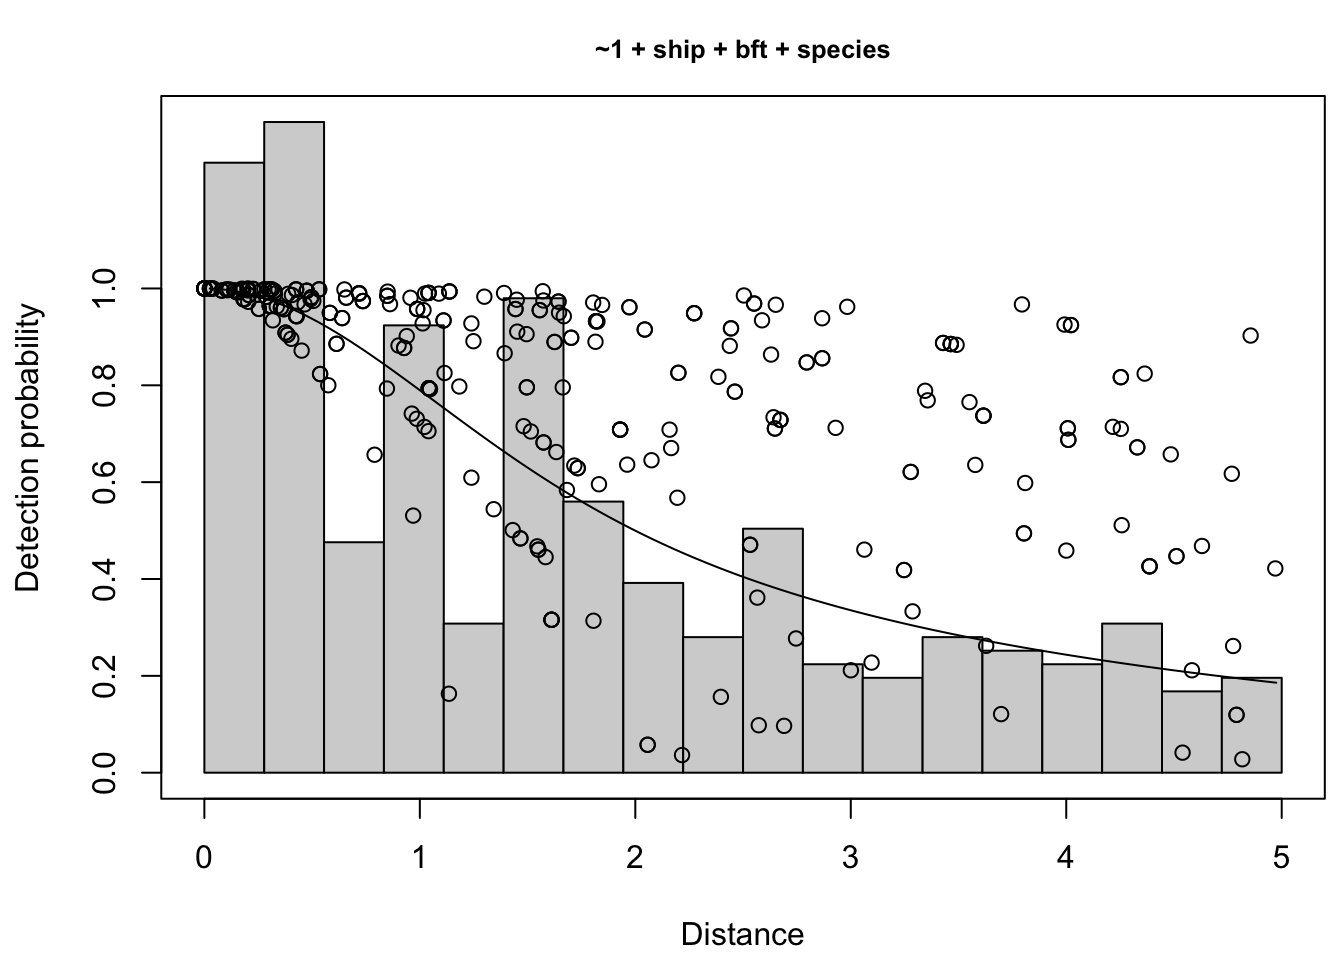 ~1 + ship + bft + species
Detection probability
1.0
0.8
0.6
0.4
0.2
0.0
0 1 2 3 4 5
Distance